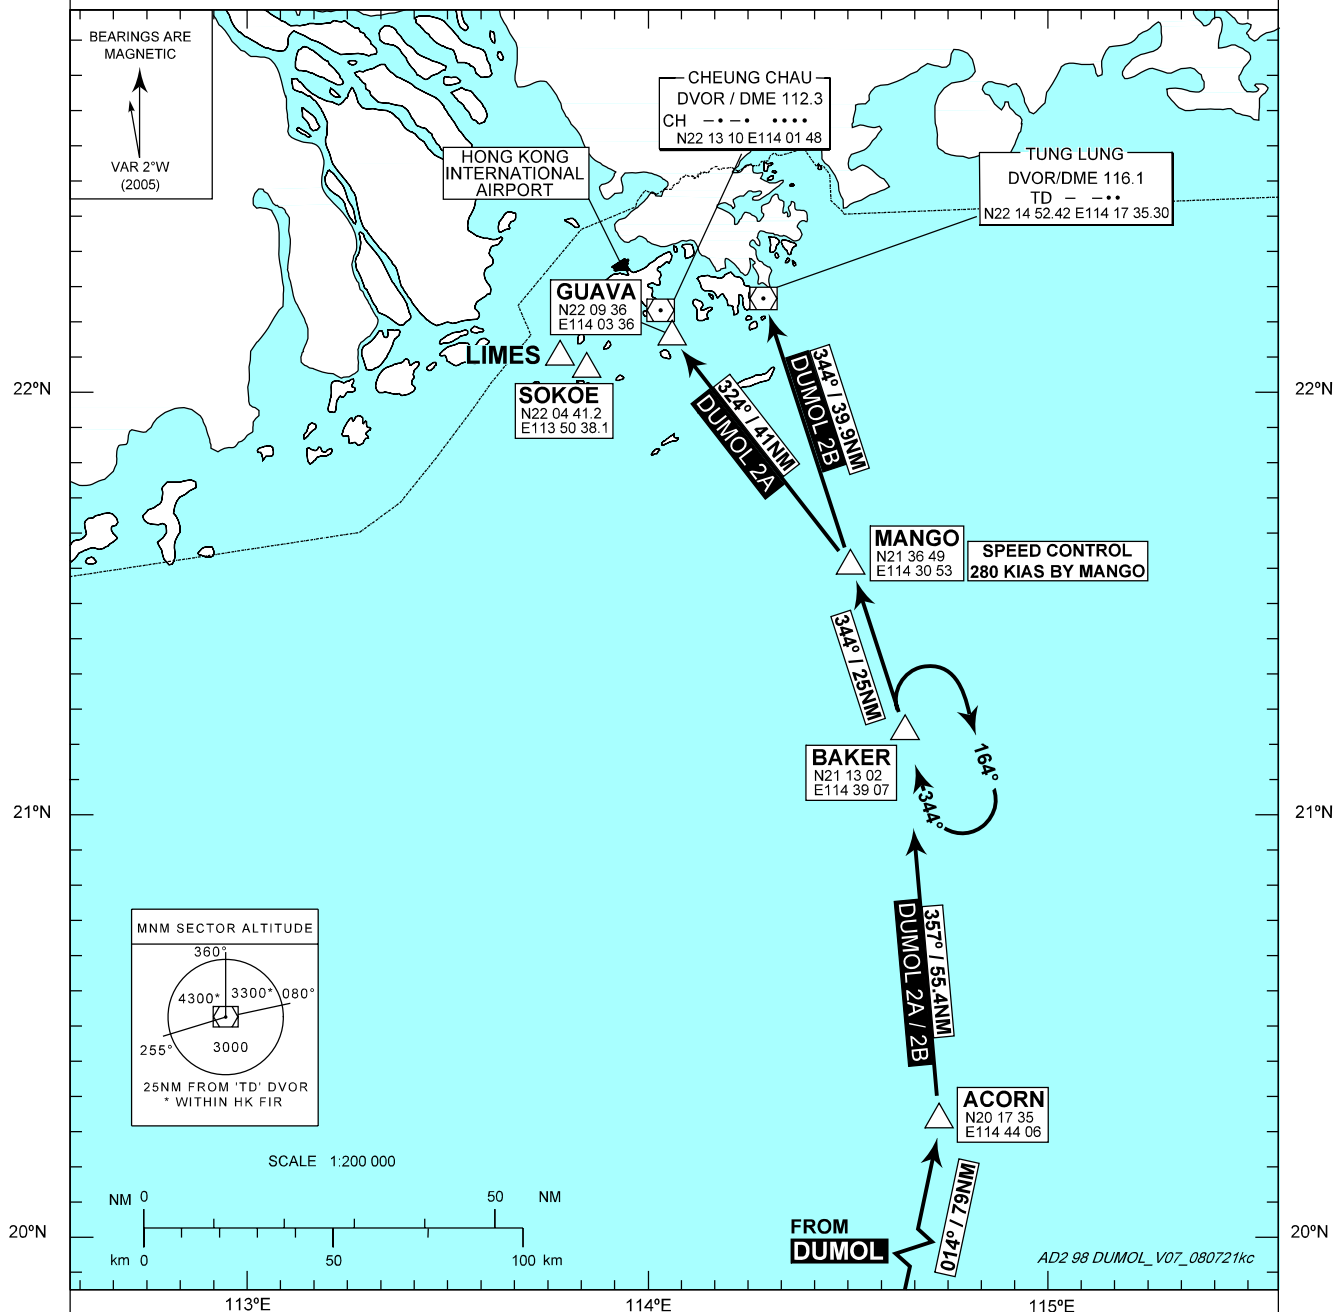 BEARINGS ARE
MAGNETIC
VAR 2°W
(2005)
CHEUNG CHAU
DVOR / DME 112.3
CH – • – •  • • • •
N22 13 10 E114 01 48
HONG KONG
INTERNATIONAL
AIRPORT
TUNG LUNG
DVOR/DME 116.1
TD –  – • •
N22 14 52.42 E114 17 35.30
GUAVA
N22 09 36
E114 03 36
LIMES
SOKOE
N22 04 41.2
E113 50 38.1
22ºN
22ºN
324º / 41NM
DUMOL 2A
344º / 39.9NM
DUMOL 2B
MANGO
N21 36 49
E114 30 53
SPEED CONTROL
280 KIAS BY MANGO
344º / 25NM
BAKER
N21 13 02
E114 39 07
164°
344°
21ºN
21ºN
357º / 55.4NM
DUMOL 2A / 2B
MNM SECTOR ALTITUDE
360°
4300*
3300*
080°
255°
3000
25NM FROM 'TD' DVOR
* WITHIN HK FIR
ACORN
N20 17 35
E114 44 06
SCALE 1:200 000
NM 0 50 NM
km 0 50 100 km
20ºN
20ºN
FROM
DUMOL
014º / 79NM
AD2 98 DUMOL_V07_080721kc
113ºE
114ºE
115ºE